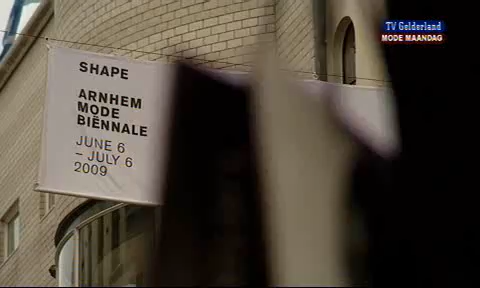 TV Gelderland
MODE MAANDAG
SHAPE
ARNHEM
MODE
BIËNNALE
JUNE 6
– JULY 6
2009